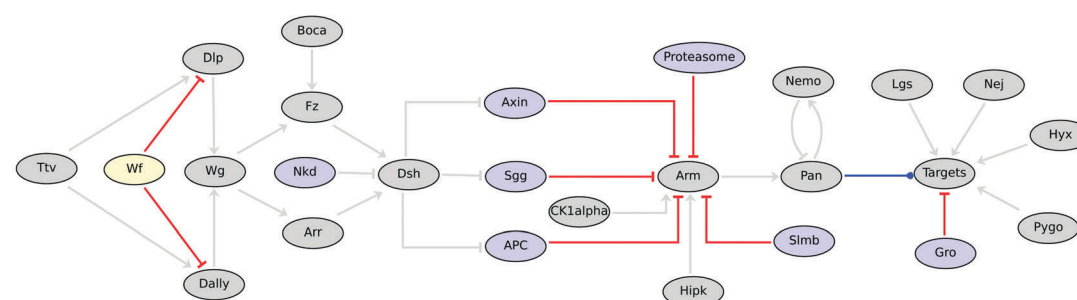 Boca
Dlp
Proteasome
Nemo
Lgs
Nej
Fz
Axin
Hyx
Ttv
Wf
Wg
Nkd
Dsh
Sgg
Arm
Pan
Targets
CK1alpha
Arr
APC
Slmb
Pygo
Gro
Dally
Hipk